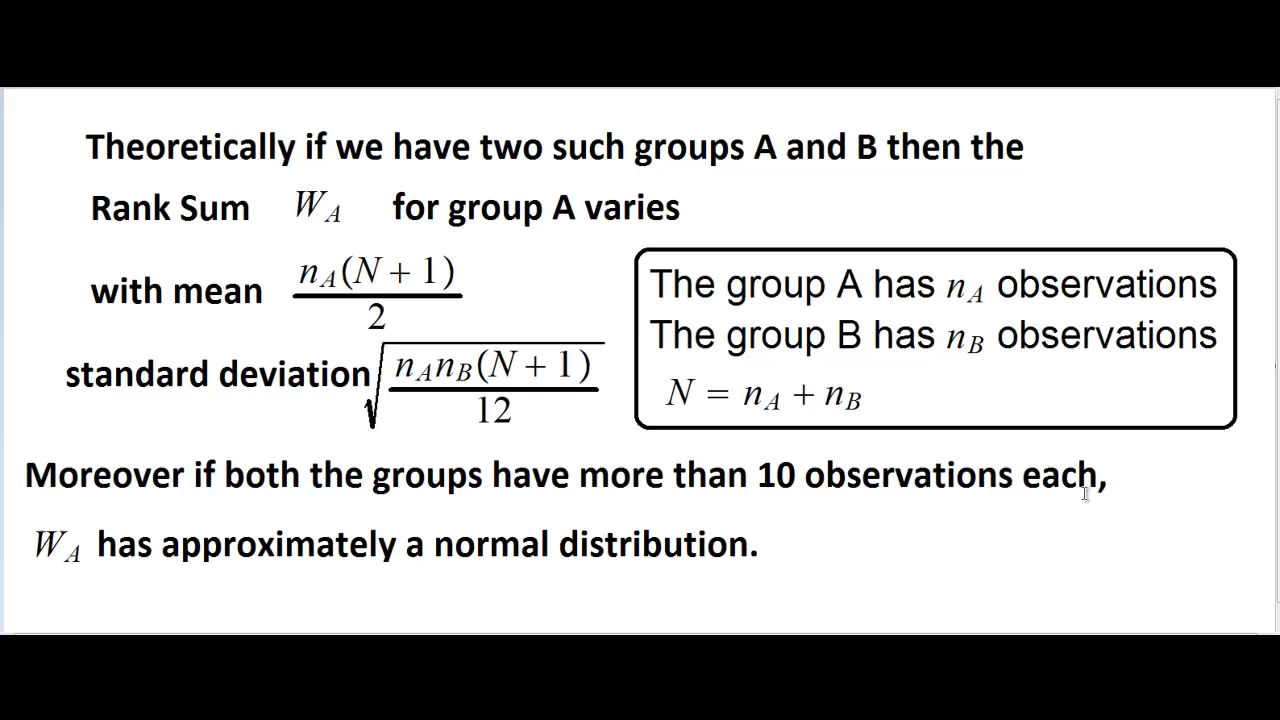 Theoretically if we have two such groups A and B then the
Rank Sum W_A for group A varies
with mean n_A(N + 1) / 2
standard deviation √(n_A n_B(N + 1) / 12)
The group A has n_A observations
The group B has n_B observations
N = n_A + n_B
Moreover if both the groups have more than 10 observations each,
W_A has approximately a normal distribution.